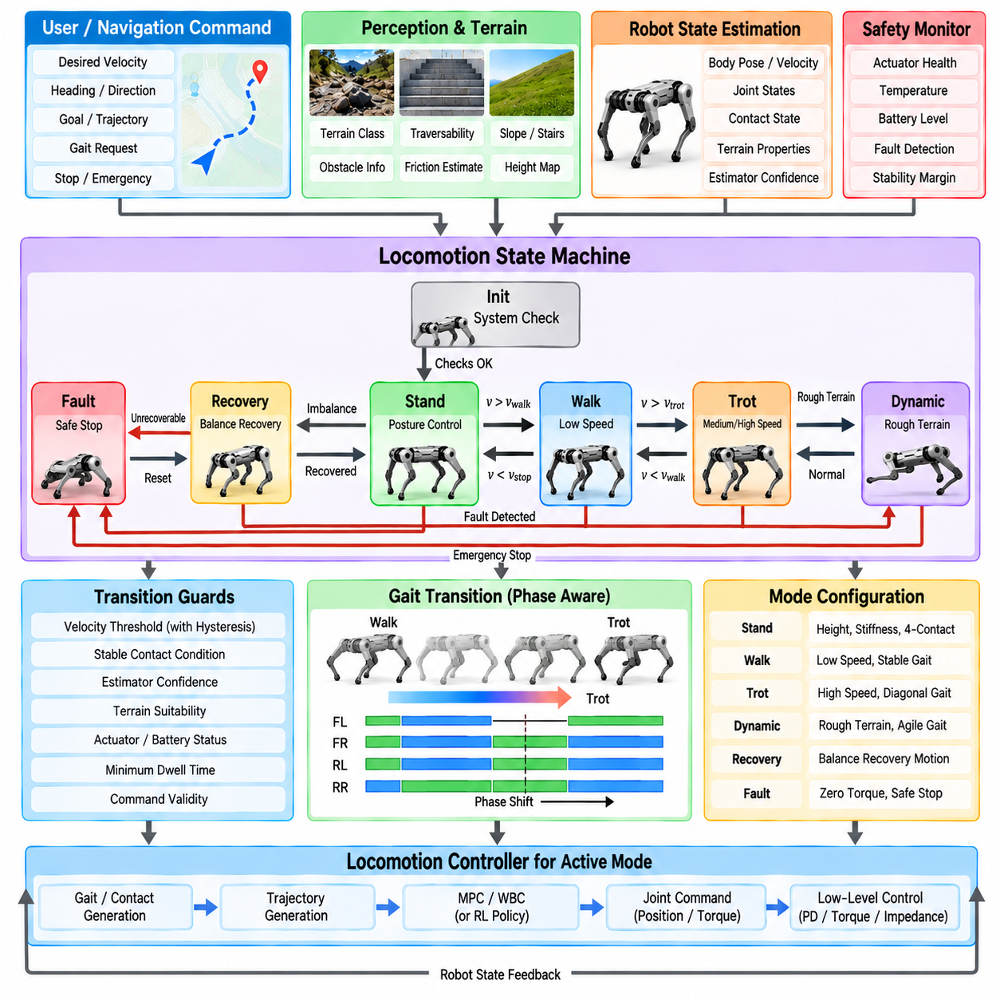 User / Navigation Command
Desired Velocity
Heading / Direction
Goal / Trajectory
Gait Request
Stop / Emergency
Perception & Terrain
Terrain Class
Traversability
Slope / Stairs
Obstacle Info
Friction Estimate
Height Map
Robot State Estimation
Body Pose / Velocity
Joint States
Contact State
Terrain Properties
Estimator Confidence
Safety Monitor
Actuator Health
Temperature
Battery Level
Fault Detection
Stability Margin
Locomotion State Machine
Init
System Check
Checks OK
Fault
Safe Stop
Unrecoverable
Reset
Recovery
Balance Recovery
Imbalance
Recovered
Stand
Posture Control
v > v_walk
v < v_stop
Walk
Low Speed
v > v_trot
v < v_walk
Trot
Medium/High Speed
Rough Terrain
Normal
Dynamic
Rough Terrain
Fault Detected
Emergency Stop
Transition Guards
Velocity Threshold (with Hysteresis)
Stable Contact Condition
Estimator Confidence
Terrain Suitability
Actuator / Battery Status
Minimum Dwell Time
Command Validity
Gait Transition (Phase Aware)
Walk
Trot
Trot
FL
FR
RL
RR
Phase Shift
Mode Configuration
Stand
Height, Stiffness, 4-Contact
Walk
Low Speed, Stable Gait
Trot
High Speed, Diagonal Gait
Dynamic
Rough Terrain, Agile Gait
Recovery
Balance Recovery Motion
Fault
Zero Torque, Safe Stop
Locomotion Controller for Active Mode
Gait / Contact
Generation
Trajectory
Generation
MPC / WBC
(or RL Policy)
Joint Command
(Position / Torque)
Low-Level Control
(PD / Torque / Impedance)
Robot State Feedback